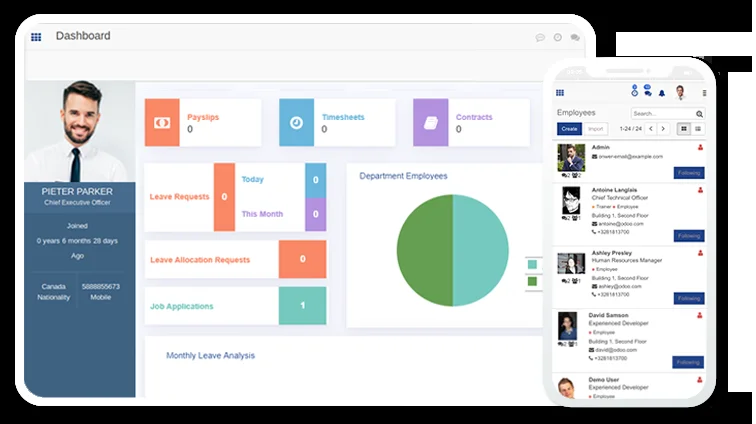 Dashboard
PIETER PARKER
Chief Executive Officer
Joined
0 years 6 months 28 days
Ago
Canada
Nationality
5888855673
Mobile
Payslips
0
Timesheets
0
Contracts
0
Leave Requests
0
Today
0
This Month
0
Leave Allocation Requests
0
Job Applications
1
Department Employees
Monthly Leave Analysis
Employees
Search...
Create
Import
1-24 / 24
Admin
onwer-email@example.com
Following
Antoine Langlais
Chief Technical Officer
Trainer Employee
Building 1, Second Floor
antoine@odoo.com
+3281813700
Following
Ashley Presley
Human Resources Manager
Employee
Building 1, Second Floor
ashley@odoo.com
+3281813700
Following
David Samson
Experienced Developer
Employee
Building 1, Second Floor
david@odoo.com
+3281813700
Following
Demo User
Experienced Developer
Employee